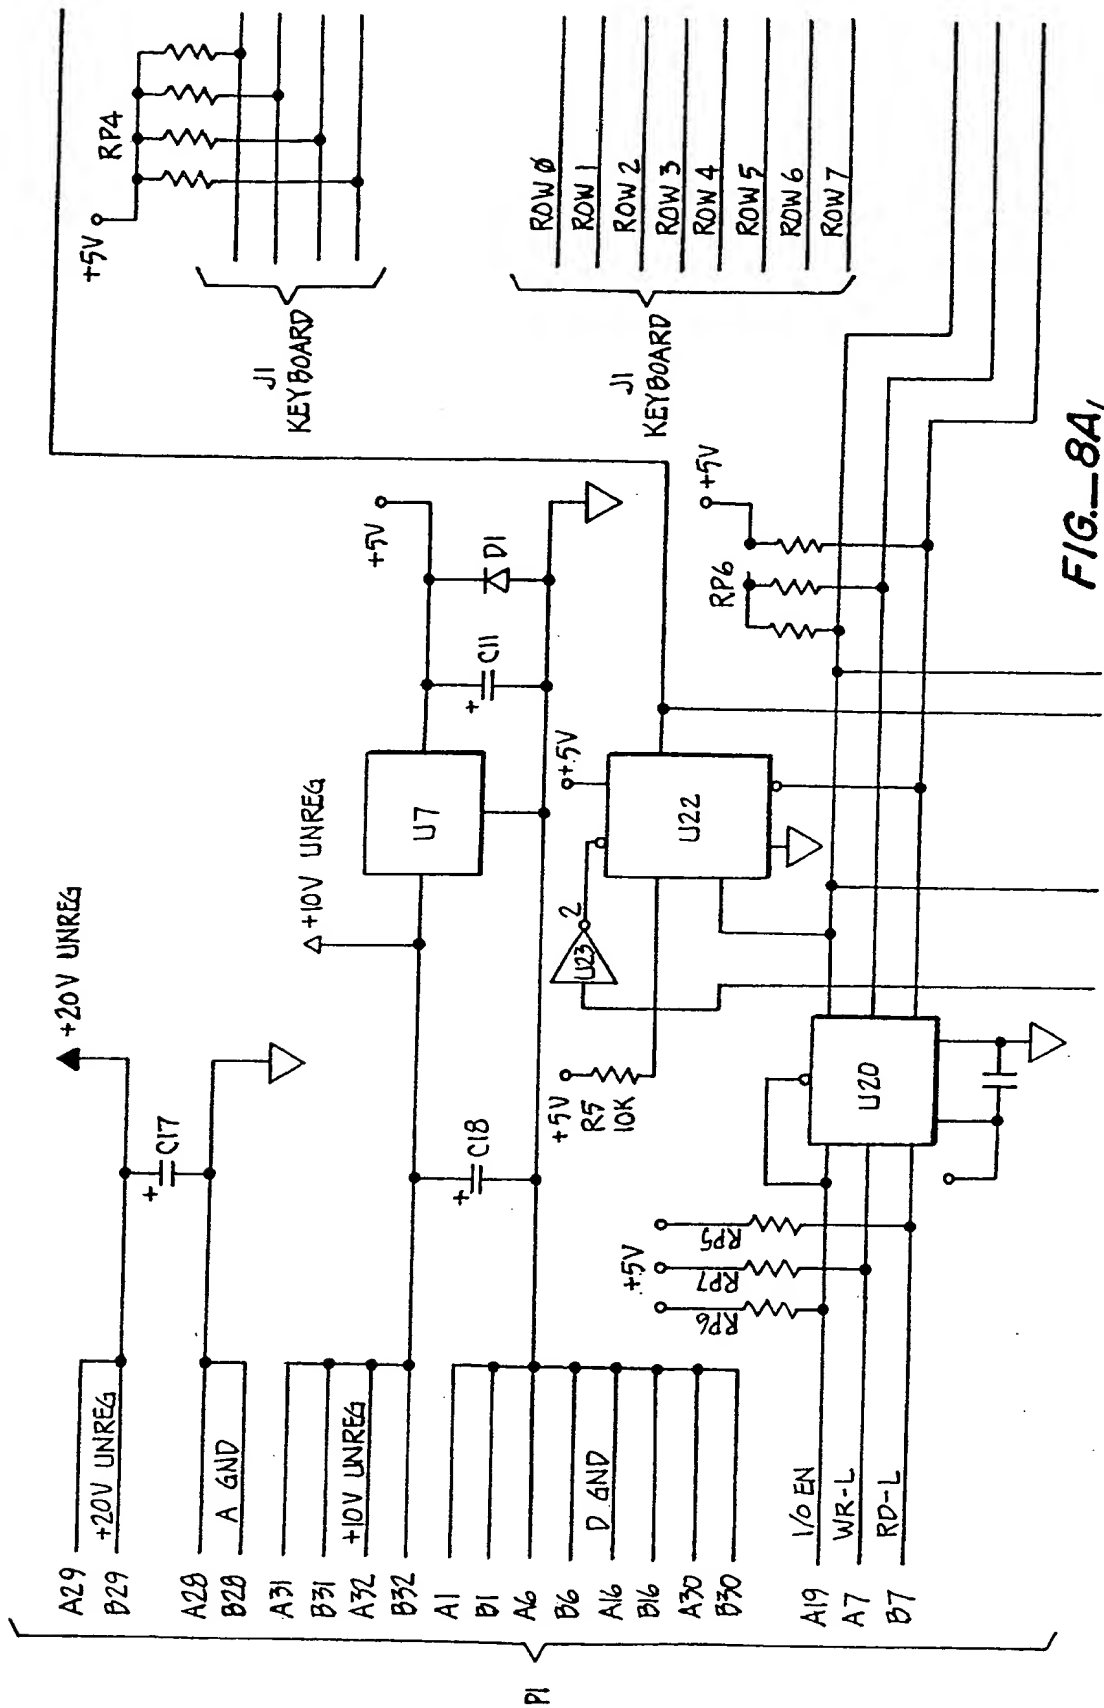 P1
A29
B29
+20V UNREG
A28
B28
A GND
A31
B31
A32
+10V UNREG
B32
A1
B1
A6
B6
A16
D GND
B16
A30
B30
A19
I/O EN
A7
WR-L
B7
RD-L
+20V UNREG
+ C17
+10V UNREG
+ C18
U7
+ C11
D1
+5V
+5V
R5
10K
U23
2
+5V
U22
+5V
RP6
RP7
RP5
U20
RP6
+5V
+5V
RP4
J1
KEYBOARD
J1
KEYBOARD
ROW Ø
ROW 1
ROW 2
ROW 3
ROW 4
ROW 5
ROW 6
ROW 7
FIG.__8A,